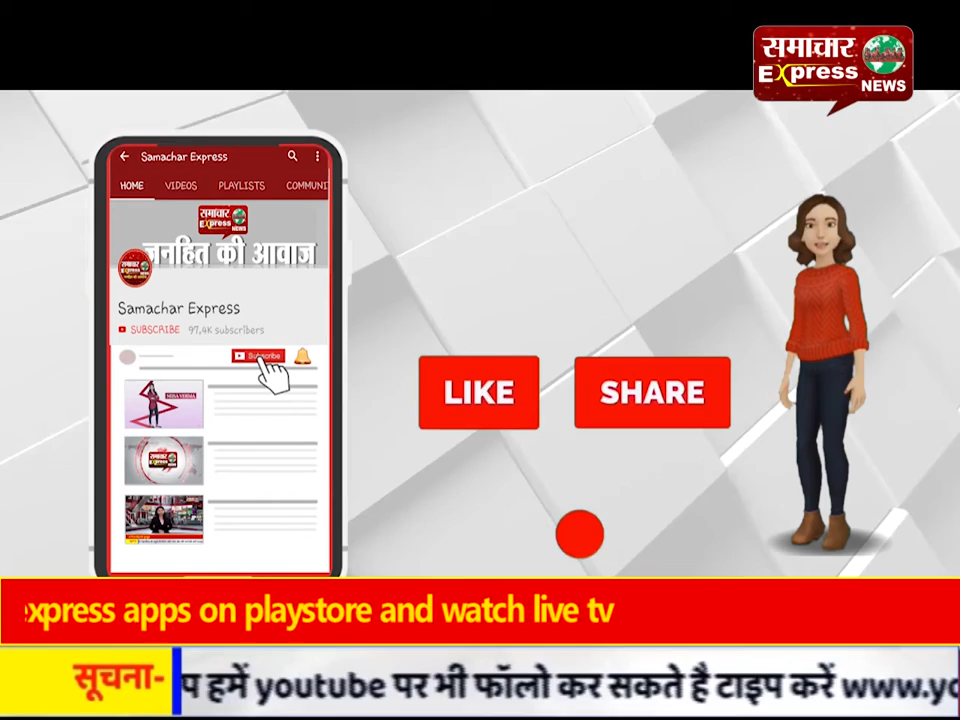 समाचार
Express
NEWS
Samachar Express
HOME VIDEOS PLAYLISTS COMMUNI
समाचार
Express
NEWS
जनहित की आवाज
Samachar Express
SUBSCRIBE 97.4K subscribers
Subscribe
LIKE SHARE
express apps on playstore and watch live tv
सूचना- प हमें youtube पर भी फॉलो कर सकते है टाइप करें www.yo